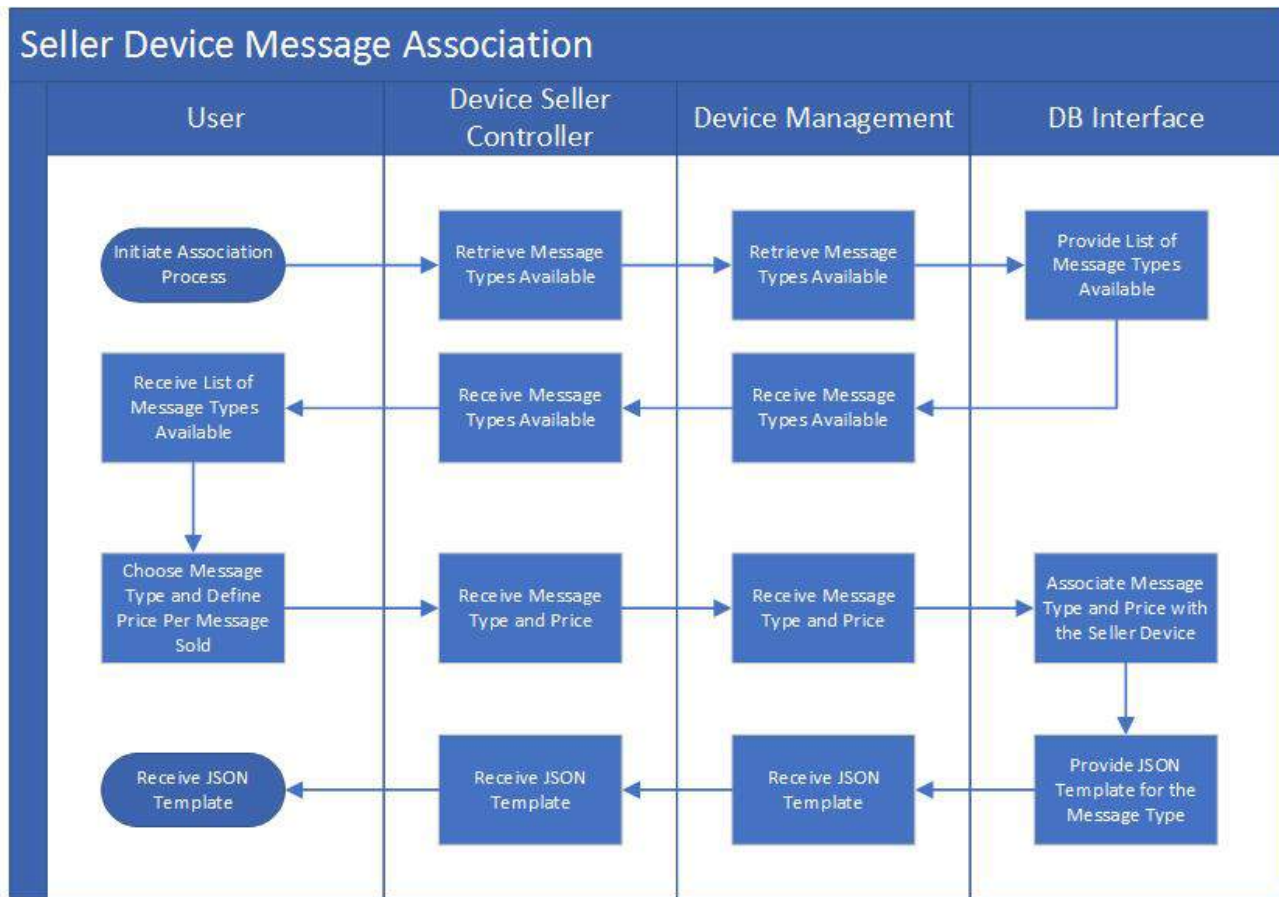 Seller Device Message Association
User
Device Seller
Controller
Device Management
DB Interface
Initiate Association
Process
Retrieve Message
Types Available
Retrieve Message
Types Available
Provide List of
Message Types
Available
Receive List of
Message Types
Available
Receive Message
Types Available
Receive Message
Types Available
Choose Message
Type and Define
Price Per Message
Sold
Receive Message
Type and Price
Receive Message
Type and Price
Associate Message
Type and Price with
the Seller Device
Receive JSON
Template
Receive JSON
Template
Receive JSON
Template
Provide JSON
Template for the
Message Type